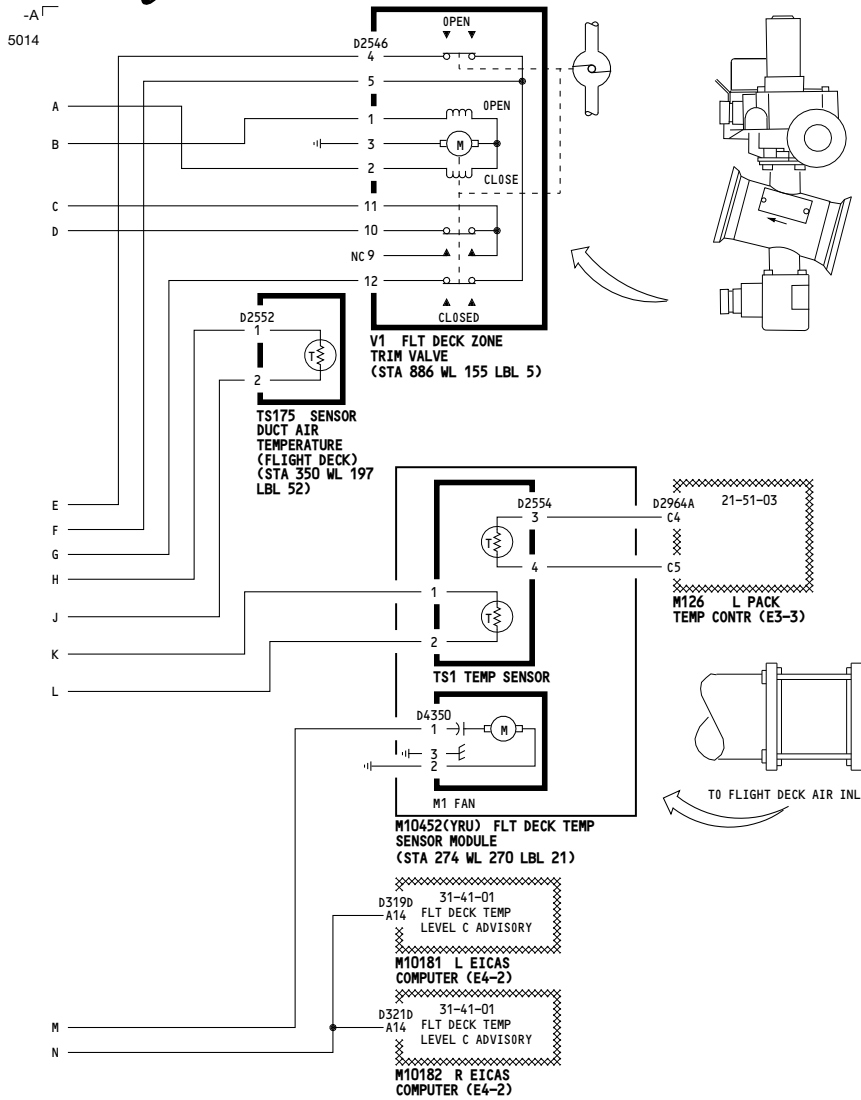 -A
5014
OPEN
D2546
4
5
A
1
OPEN
B
3
M
2
CLOSE
C
11
D
10
NC 9
12
CLOSED
V1 FLT DECK ZONE
TRIM VALVE
(STA 886 WL 155 LBL 5)
D2552
1
T
2
TS175 SENSOR
DUCT AIR
TEMPERATURE
(FLIGHT DECK)
(STA 350 WL 197
LBL 52)
E
F
G
H
J
K
L
D2554
3
T
4
1
T
2
TS1 TEMP SENSOR
D2964A
C4
C5
21-51-03
M126 L PACK
TEMP CONTR (E3-3)
D4350
1
M
3
2
M1 FAN
M10452(YRU) FLT DECK TEMP
SENSOR MODULE
(STA 274 WL 270 LBL 21)
TO FLIGHT DECK AIR INL
D319D
A14
31-41-01
FLT DECK TEMP
LEVEL C ADVISORY
M10181 L EICAS
COMPUTER (E4-2)
D321D
A14
31-41-01
FLT DECK TEMP
LEVEL C ADVISORY
M10182 R EICAS
COMPUTER (E4-2)
M
N